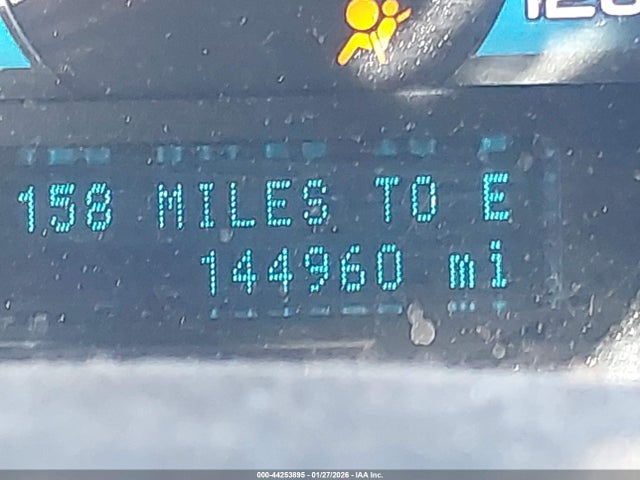 158 MILES TO E
144960 mi
000-44253895 - 01/27/2026 - IAA Inc.